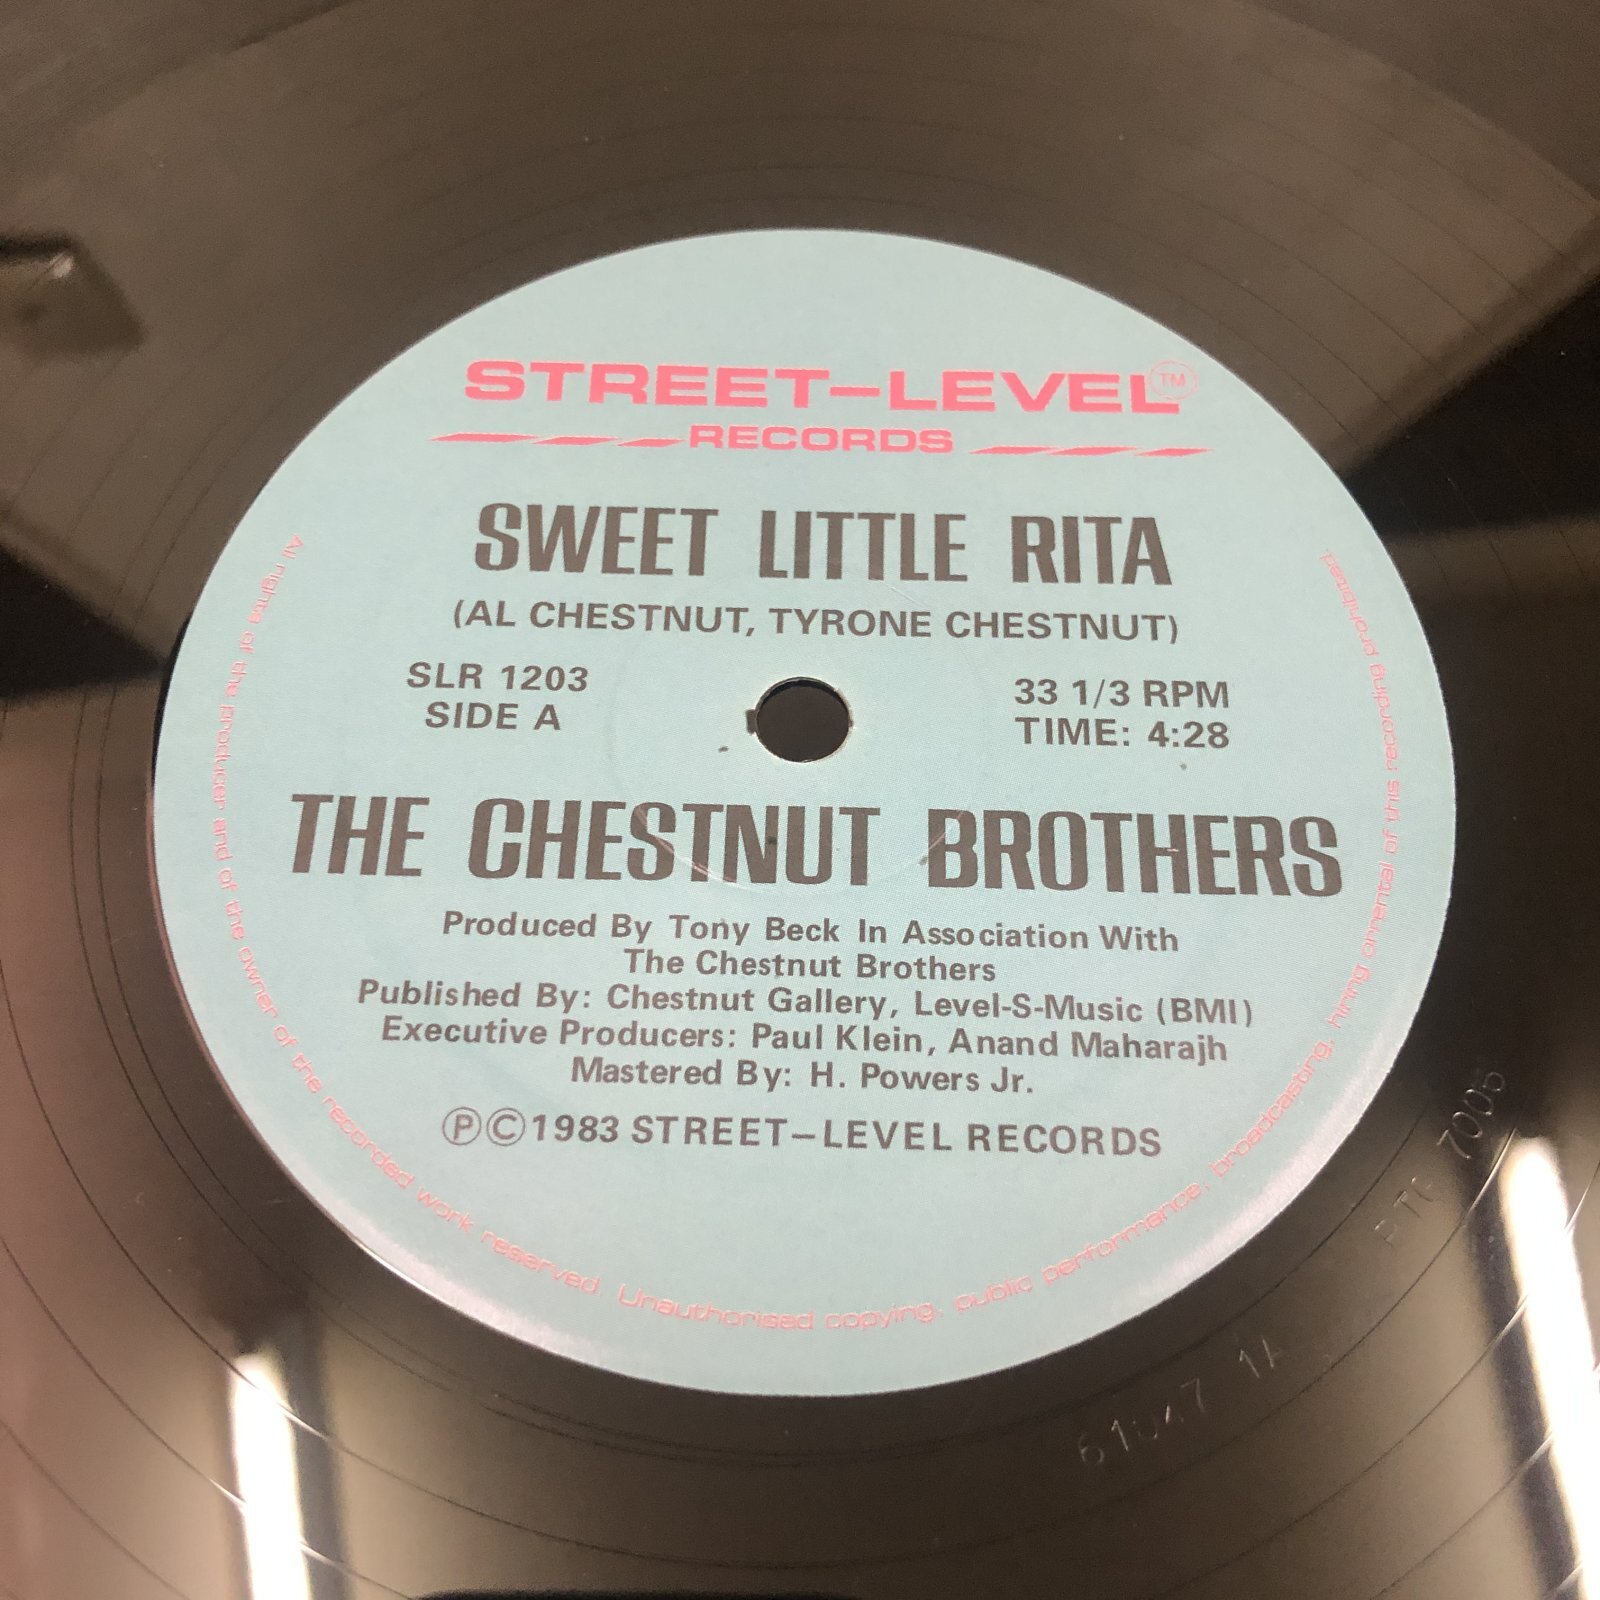 STREET–LEVEL™
RECORDS
SWEET LITTLE RITA
(AL CHESTNUT, TYRONE CHESTNUT)
SLR 1203
SIDE A
33 1/3 RPM
TIME: 4:28
THE CHESTNUT BROTHERS
Produced By Tony Beck In Association With
The Chestnut Brothers
Published By: Chestnut Gallery, Level-S-Music (BMI)
Executive Producers: Paul Klein, Anand Maharajh
Mastered By: H. Powers Jr.
ⓅⒸ1983 STREET–LEVEL RECORDS
All rights of the producer and of the owner of the recorded work reserved. Unauthorised copying, public performance, broadcasting, hiring orrental of this recording prohibited.
1A